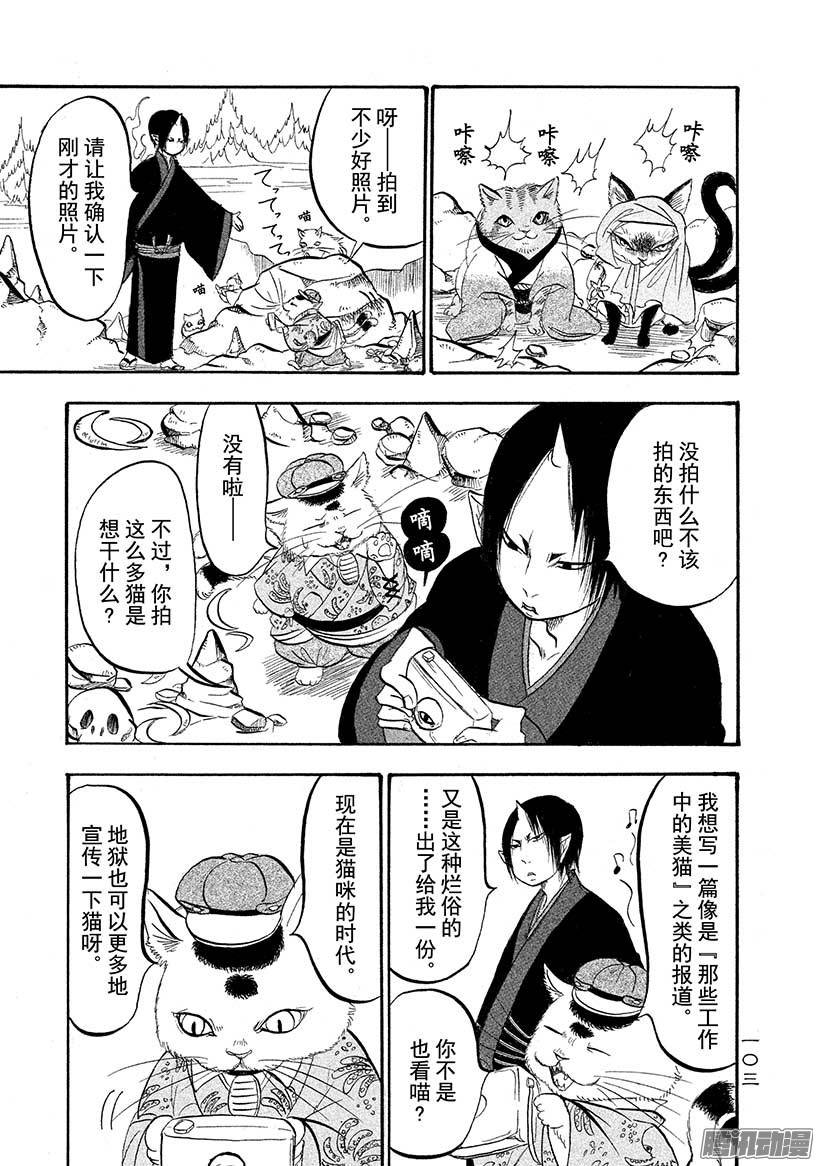 咔嚓
咔嚓
咔嚓
呀——拍到
不少好照片。
喵
喵
请让我确认一下
刚才的照片。
没拍什么不该
拍的东西吧？
嘀
嘀
没有啦——
不过，你拍
这么多猫是
想干什么？
我想写一篇像是『那些工作
中的美猫』之类的报道。
又是这种烂俗的
……出了给我一份。
你不是
也看喵？
现在是猫咪的时代。
地狱也可以更多地
宣传一下猫呀。
一〇三
腾讯动漫